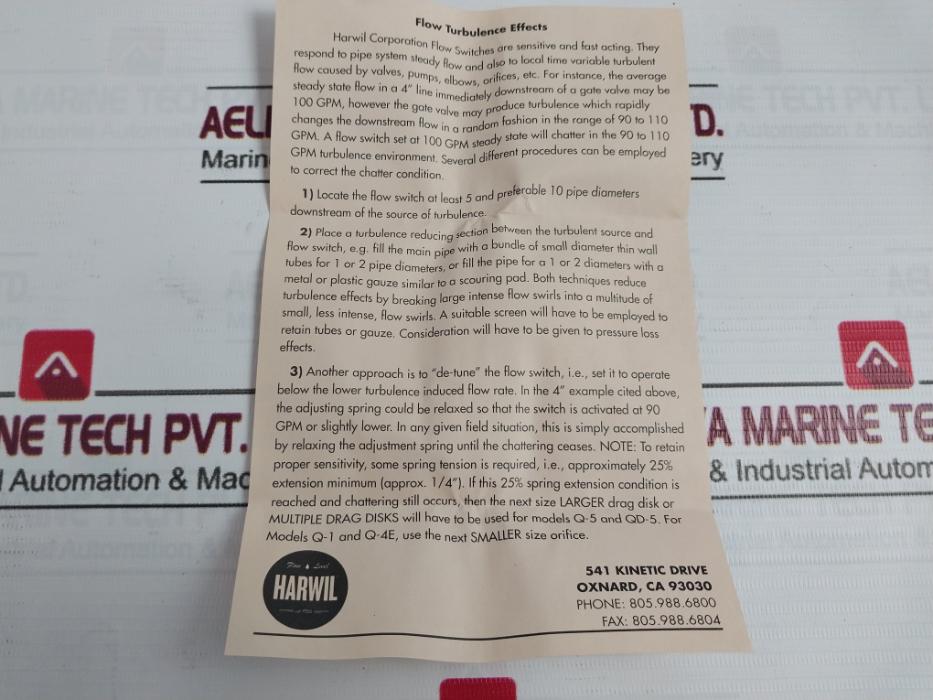 Flow Turbulence Effects
Harwil Corporation Flow Switches are sensitive and fast acting. They
respond to pipe system steady flow and also to local time variable turbulent
flow caused by valves, pumps, elbows, orifices, etc. For instance, the average
steady state flow in a 4" line immediately downstream of a gate valve may be
100 GPM, however the gate valve may produce turbulence which rapidly
changes the downstream flow in a random fashion in the range of 90 to 110
GPM. A flow switch set at 100 GPM steady state will chatter in the 90 to 110
GPM turbulence environment. Several different procedures can be employed
to correct the chatter condition.
1) Locate the flow switch at least 5 and preferable 10 pipe diameters
downstream of the source of turbulence.
2) Place a turbulence reducing section between the turbulent source and
flow switch, e.g. fill the main pipe with a bundle of small diameter thin wall
tubes for 1 or 2 pipe diameters, or fill the pipe for a 1 or 2 diameters with a
metal or plastic gauze similar to a scouring pad. Both techniques reduce
turbulence effects by breaking large intense flow swirls into a multitude of
small, less intense, flow swirls. A suitable screen will have to be employed to
retain tubes or gauze. Consideration will have to be given to pressure loss
effects.
3) Another approach is to "de-tune" the flow switch, i.e., set it to operate
below the lower turbulence induced flow rate. In the 4" example cited above,
the adjusting spring could be relaxed so that the switch is activated at 90
GPM or slightly lower. In any given field situation, this is simply accomplished
by relaxing the adjustment spring until the chattering ceases. NOTE: To retain
proper sensitivity, some spring tension is required, i.e., approximately 25%
extension minimum (approx. 1/4"). If this 25% spring extension condition is
reached and chattering still occurs, then the next size LARGER drag disk or
MULTIPLE DRAG DISKS will have to be used for models Q-5 and QD-5. For
Models Q-1 and Q-4E, use the next SMALLER size orifice.
Flow & Level
HARWIL
541 KINETIC DRIVE
OXNARD, CA 93030
PHONE: 805.988.6800
FAX: 805.988.6804
AELI
D.
Marin
ery
NE TECH PVT.
A MARINE TE
l Automation & Mac
& Industrial Autom